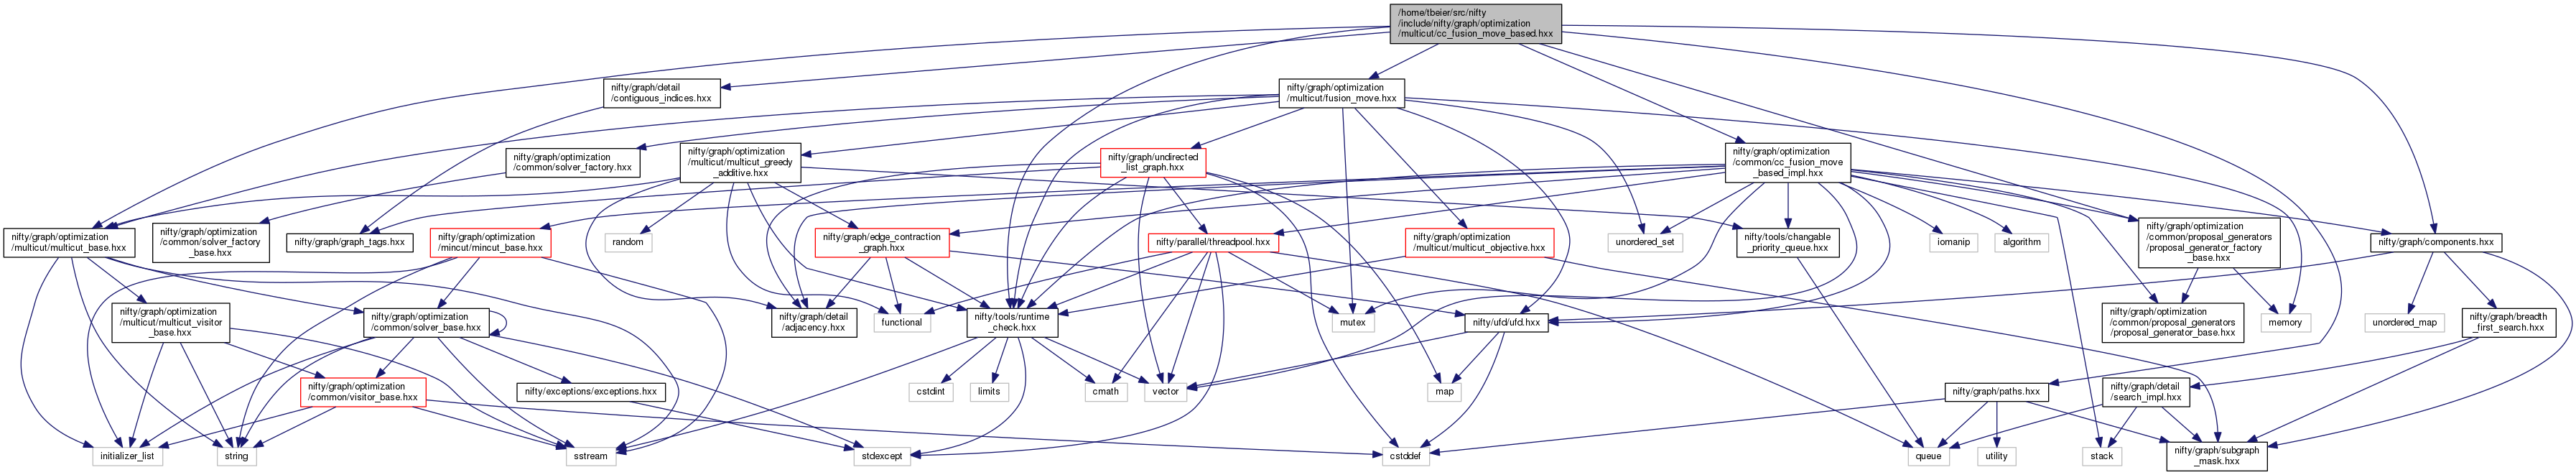 /home/tbeier/src/nifty
/include/nifty/graph/optimization
/multicut/cc_fusion_move_based.hxx
nifty/graph/detail
/contiguous_indices.hxx
nifty/graph/optimization
/multicut/fusion_move.hxx
nifty/graph/optimization
/common/solver_factory.hxx
nifty/graph/optimization
/multicut/multicut_greedy
_additive.hxx
nifty/graph/undirected
_list_graph.hxx
nifty/graph/optimization
/common/cc_fusion_move
_based_impl.hxx
nifty/graph/optimization
/multicut/multicut_base.hxx
nifty/graph/optimization
/common/solver_factory
_base.hxx
nifty/graph/graph_tags.hxx
nifty/graph/optimization
/mincut/mincut_base.hxx
random
nifty/graph/edge_contraction
_graph.hxx
nifty/parallel/threadpool.hxx
nifty/graph/optimization
/multicut/multicut_objective.hxx
unordered_set
nifty/tools/changable
_priority_queue.hxx
iomanip
algorithm
nifty/graph/optimization
/common/proposal_generators
/proposal_generator_factory
_base.hxx
nifty/graph/components.hxx
nifty/graph/optimization
/multicut/multicut_visitor
_base.hxx
nifty/graph/optimization
/common/solver_base.hxx
nifty/graph/detail
/adjacency.hxx
functional
nifty/tools/runtime
_check.hxx
mutex
nifty/ufd/ufd.hxx
nifty/graph/optimization
/common/proposal_generators
/proposal_generator_base.hxx
memory
unordered_map
nifty/graph/breadth
_first_search.hxx
nifty/graph/optimization
/common/visitor_base.hxx
nifty/exceptions/exceptions.hxx
cstdint
limits
cmath
vector
map
nifty/graph/paths.hxx
nifty/graph/detail
/search_impl.hxx
initializer_list
string
sstream
stdexcept
cstddef
queue
utility
stack
nifty/graph/subgraph
_mask.hxx